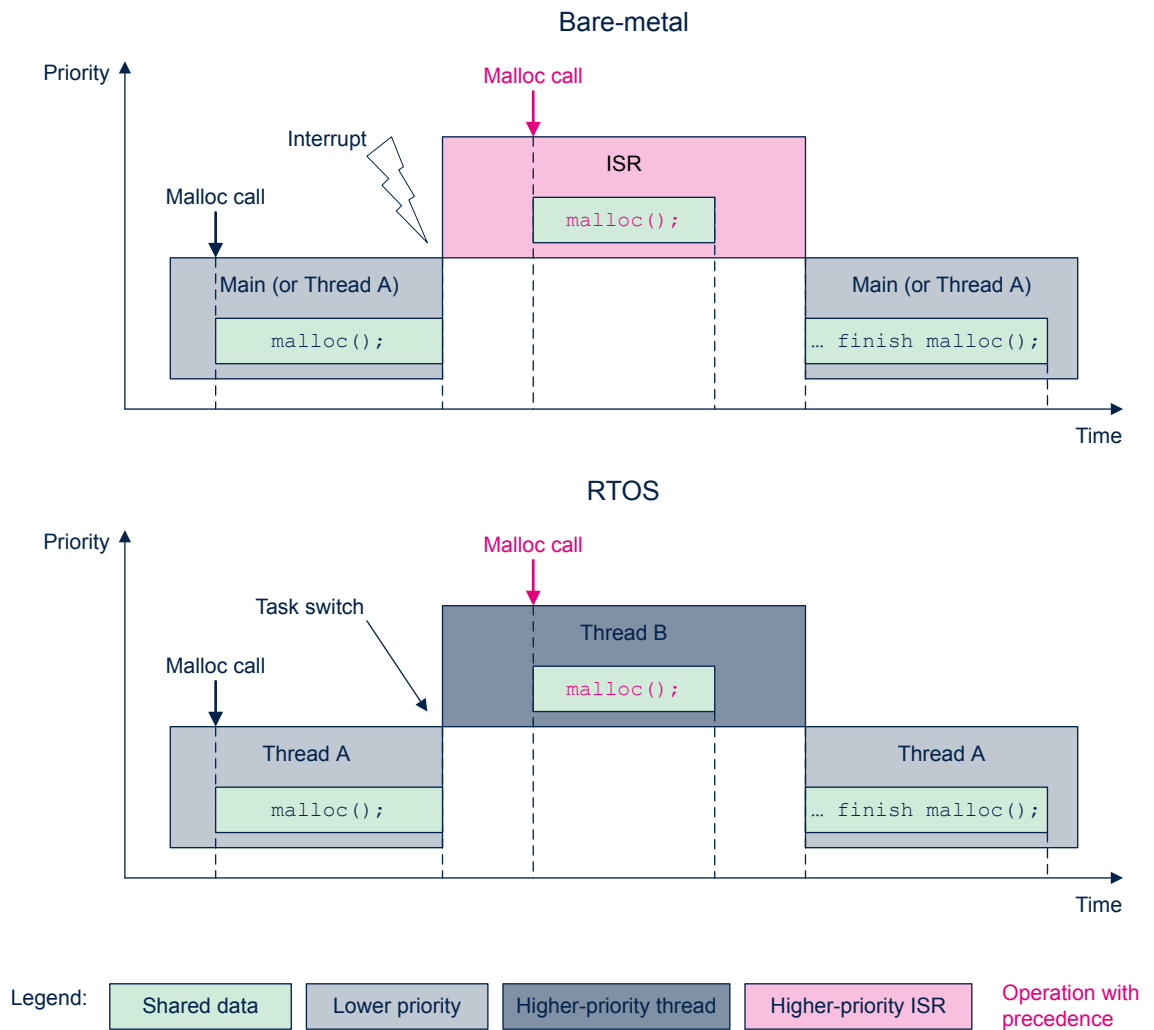 Bare-metal
Priority
Malloc call
Interrupt
ISR
Malloc call
malloc();
Main (or Thread A)
Main (or Thread A)
malloc();
… finish malloc();
Time
RTOS
Priority
Malloc call
Task switch
Thread B
Malloc call
malloc();
Thread A
Thread A
malloc();
… finish malloc();
Time
Legend:
Shared data
Lower priority
Higher-priority thread
Higher-priority ISR
Operation with
precedence